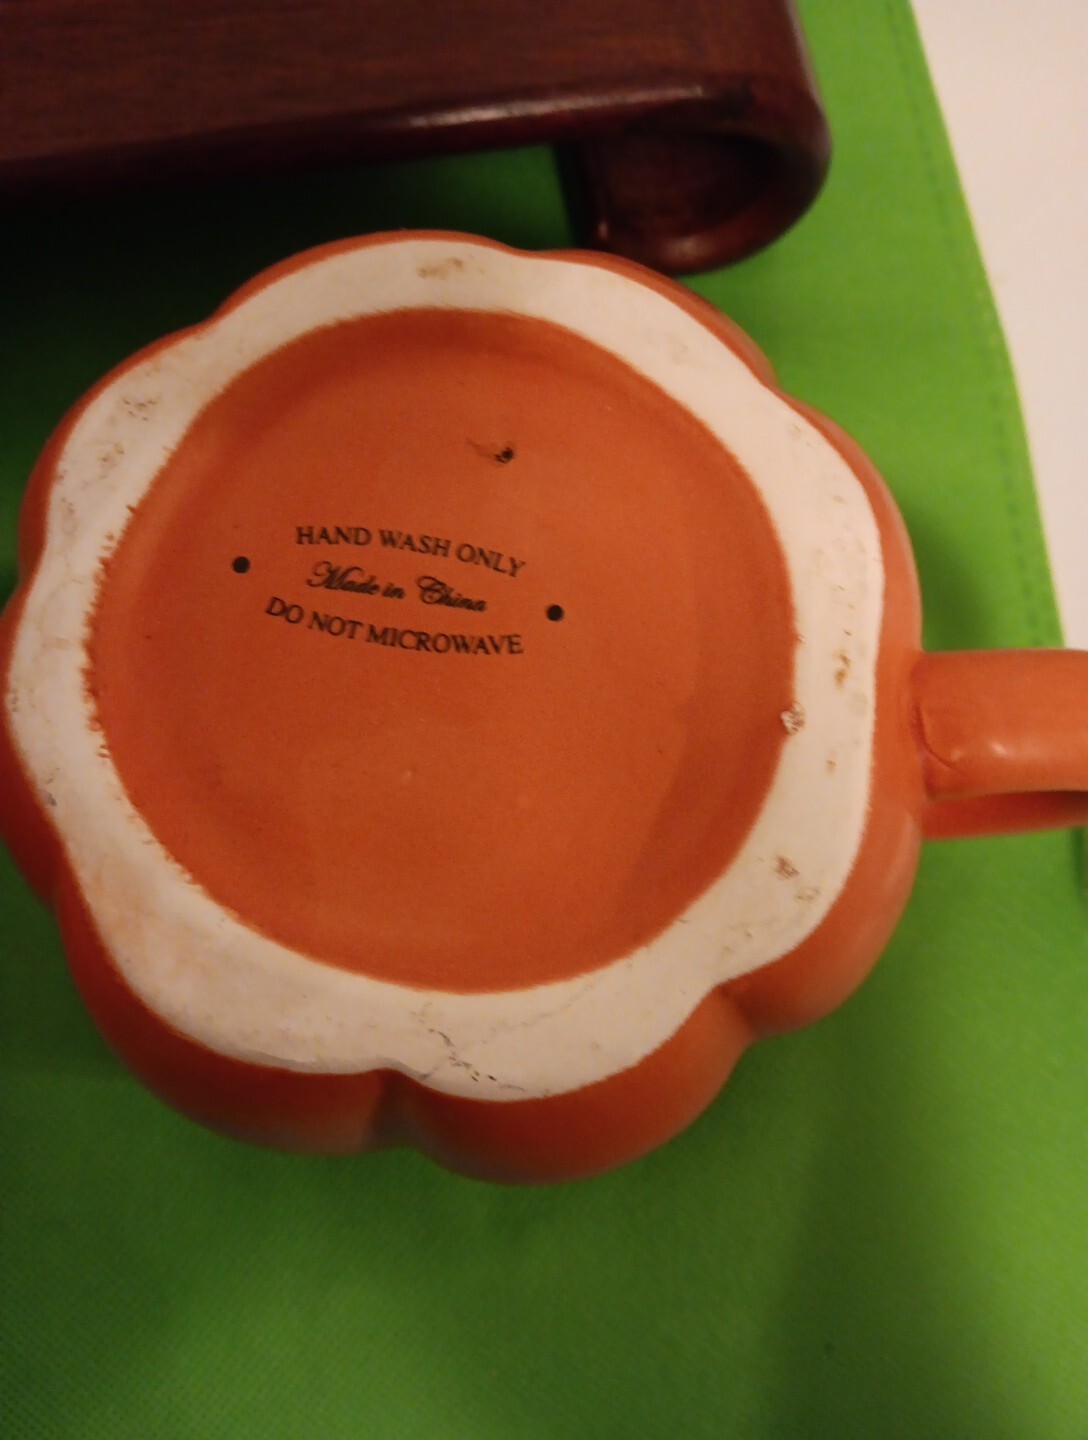 HAND WASH ONLY
Made in China
DO NOT MICROWAVE